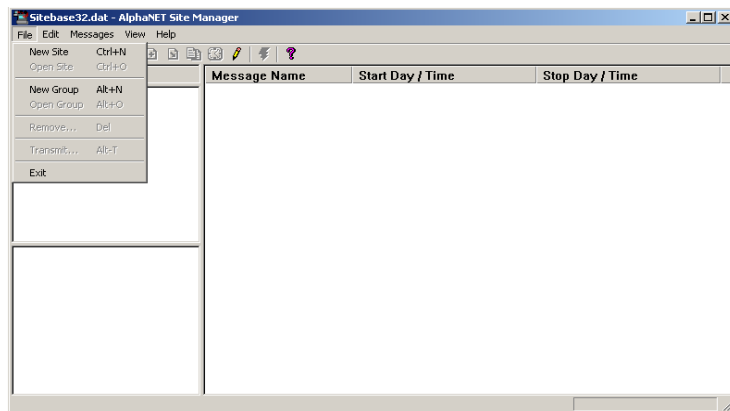 Sitebase32.dat - AlphaNET Site Manager
File Edit Messages View Help
New Site Ctrl+N
Open Site Ctrl+O
New Group Alt+N
Open Group Alt+O
Remove... Del
Transmit... Alt-T
Exit
Message Name Start Day / Time Stop Day / Time